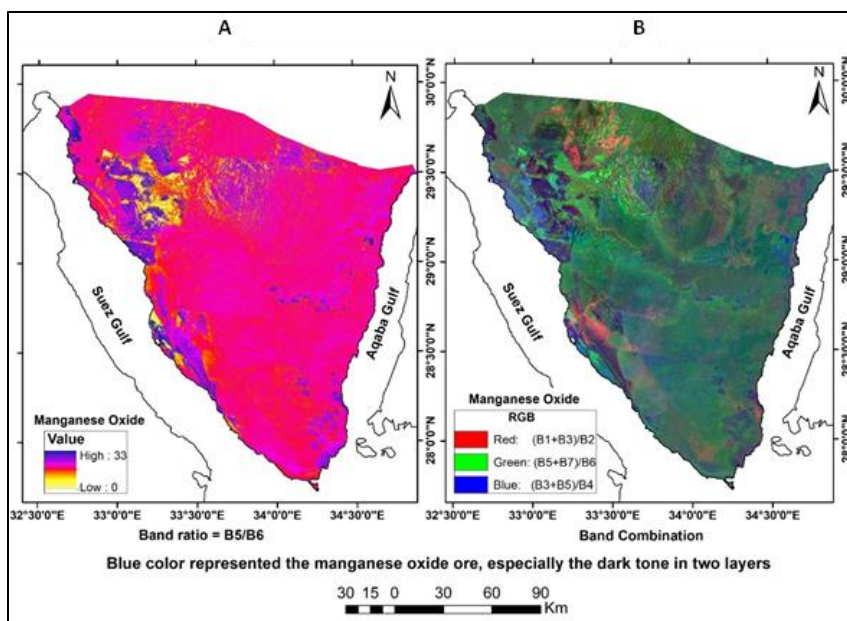 A
B
N
N
30°0'0"N
29°30'0"N
29°0'0"N
28°30'0"N
28°0'0"N
Suez Gulf
Aqaba Gulf
Suez Gulf
Aqaba Gulf
Manganese Oxide
Value
High : 33
Low : 0
Manganese Oxide
RGB
Red: (B1+B3)/B2
Green: (B5+B7)/B6
Blue: (B3+B5)/B4
32°30'0"E 33°0'0"E 33°30'0"E 34°0'0"E 34°30'0"E
32°30'0"E 33°0'0"E 33°30'0"E 34°0'0"E 34°30'0"E
Band ratio = B5/B6
Band Combination
Blue color represented the manganese oxide ore, especially the dark tone in two layers
30 15 0 30 60 90
Km